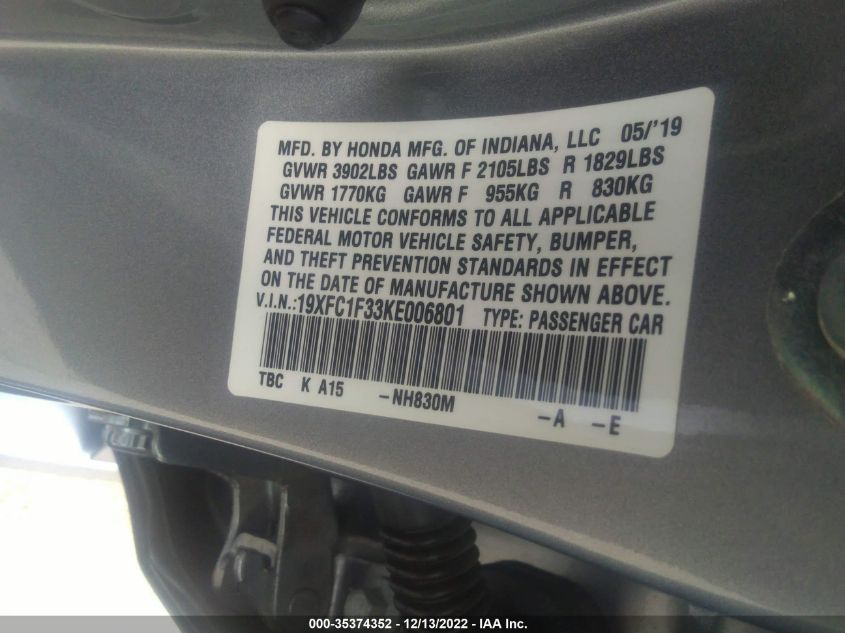 MFD. BY HONDA MFG. OF INDIANA, LLC 05/'19
GVWR 3902LBS GAWR F 2105LBS R 1829LBS
GVWR 1770KG GAWR F 955KG R 830KG
THIS VEHICLE CONFORMS TO ALL APPLICABLE
FEDERAL MOTOR VEHICLE SAFETY, BUMPER,
AND THEFT PREVENTION STANDARDS IN EFFECT
ON THE DATE OF MANUFACTURE SHOWN ABOVE.
V.I.N.:19XFC1F33KE006801 TYPE: PASSENGER CAR
TBC K A15 -NH830M -A -E
000-35374352 - 12/13/2022 - IAA Inc.